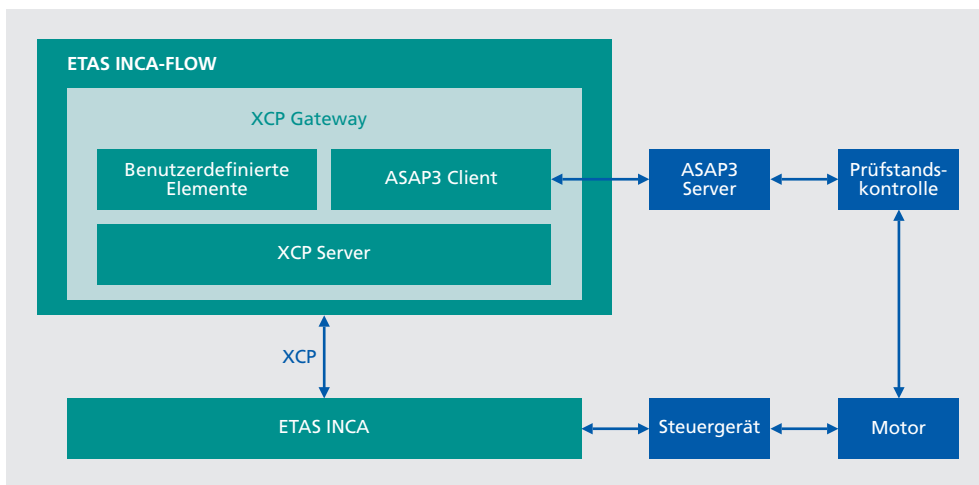 ETAS INCA-FLOW
XCP Gateway
Benutzerdefinierte
Elemente
ASAP3 Client
ASAP3
Server
Prüfstands-
kontrolle
XCP Server
XCP
ETAS INCA
Steuergerät
Motor